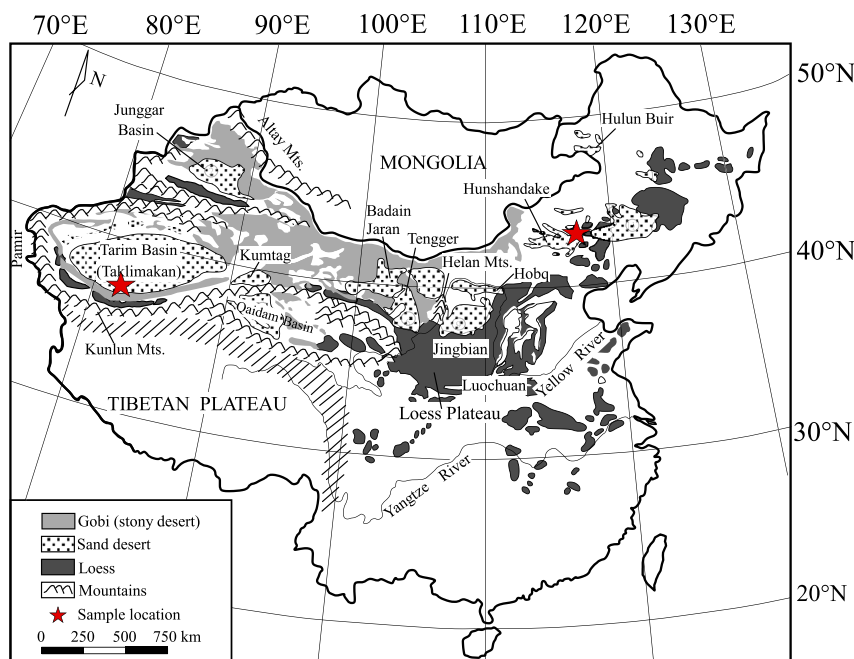 70°E 80°E 90°E 100°E 110°E 120°E 130°E
50°N
40°N
30°N
20°N
N
Junggar
Basin
Altay Mts.
MONGOLIA
Hulun Buir
Hunshandake
Badain
Jaran
Tengger
Helan Mts.
Hobq
Pamir
Tarim Basin
(Taklimakan)
Kumtag
Qaidam Basin
Kunlun Mts.
Jingbian
Luochuan
Yellow River
Loess Plateau
TIBETAN PLATEAU
Yangtze River
Gobi (stony desert)
Sand desert
Loess
Mountains
Sample location
0 250 500 750 km